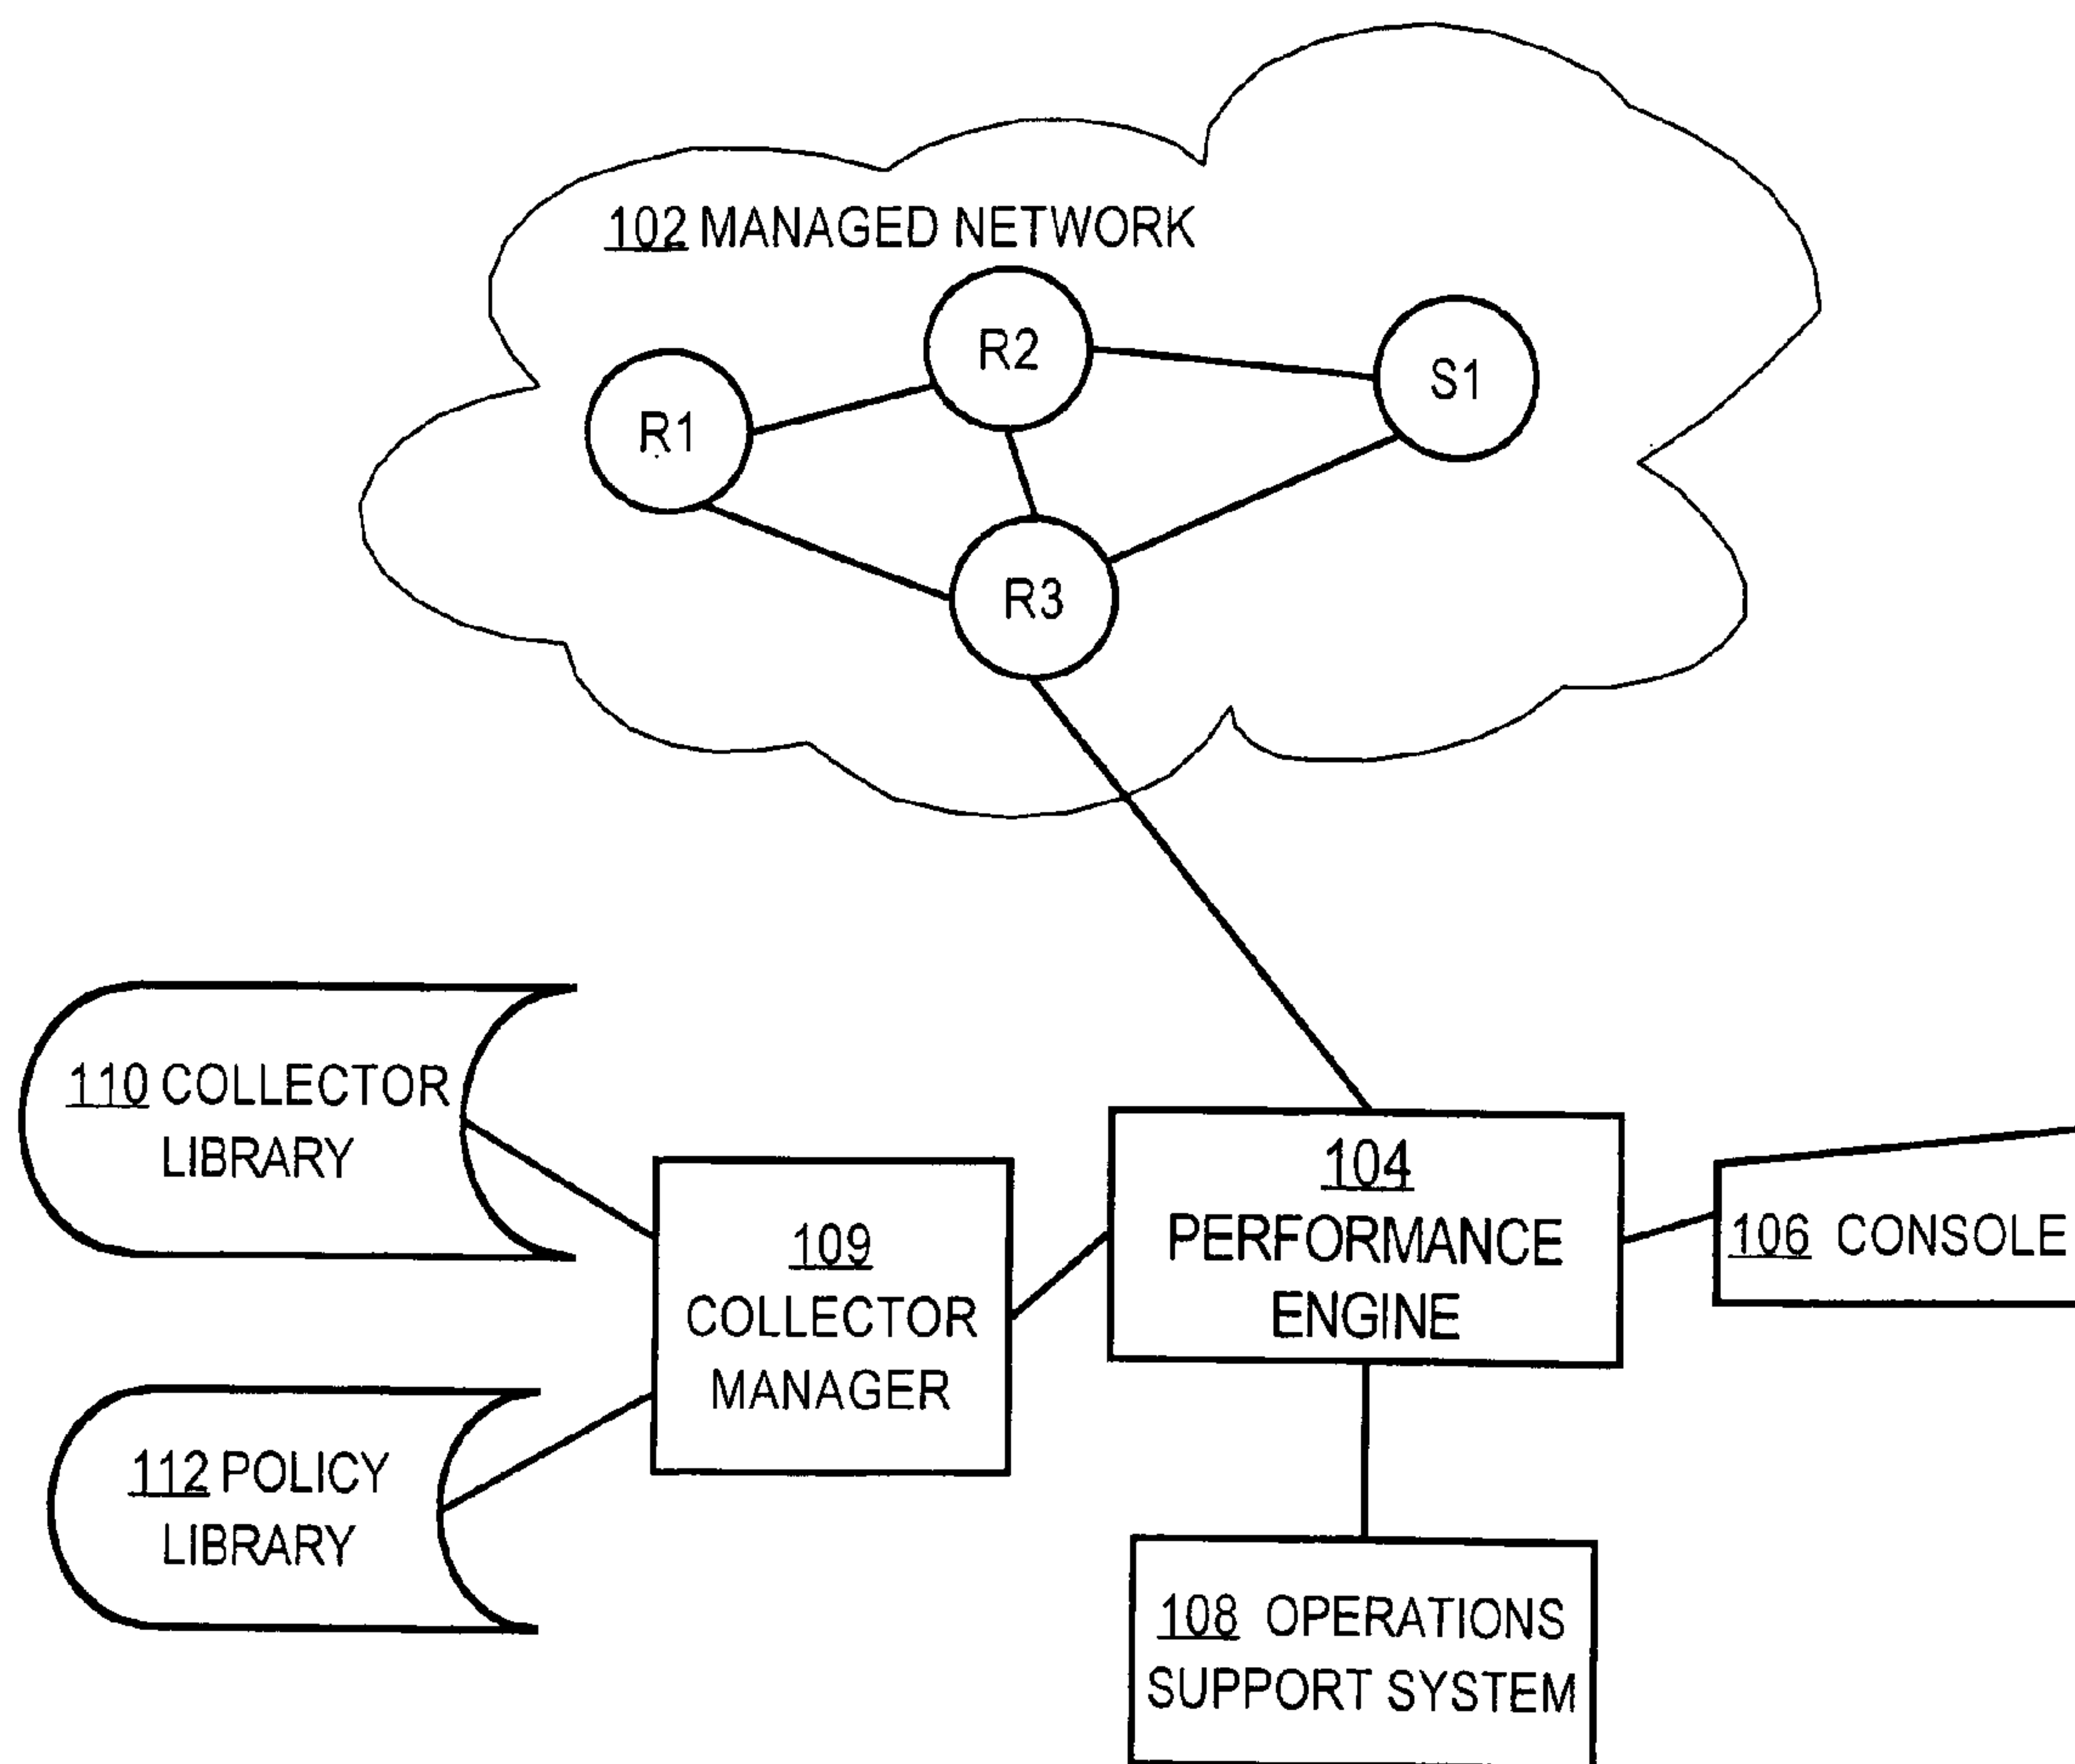 102 MANAGED NETWORK
R2
S1
R1
R3
110 COLLECTOR
LIBRARY
104
PERFORMANCE
ENGINE
109
COLLECTOR
MANAGER
106 CONSOLE
112 POLICY
LIBRARY
108 OPERATIONS
SUPPORT SYSTEM